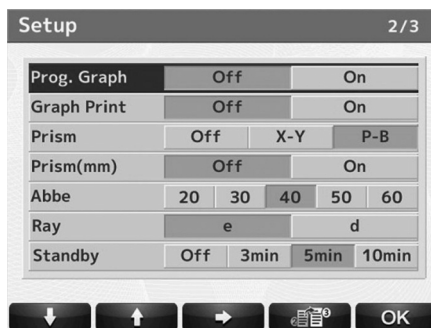 Setup 2/3
Prog. Graph Off On
Graph Print Off On
Prism Off X-Y P-B
Prism(mm) Off On
Abbe 20 30 40 50 60
Ray e d
Standby Off 3min 5min 10min
OK